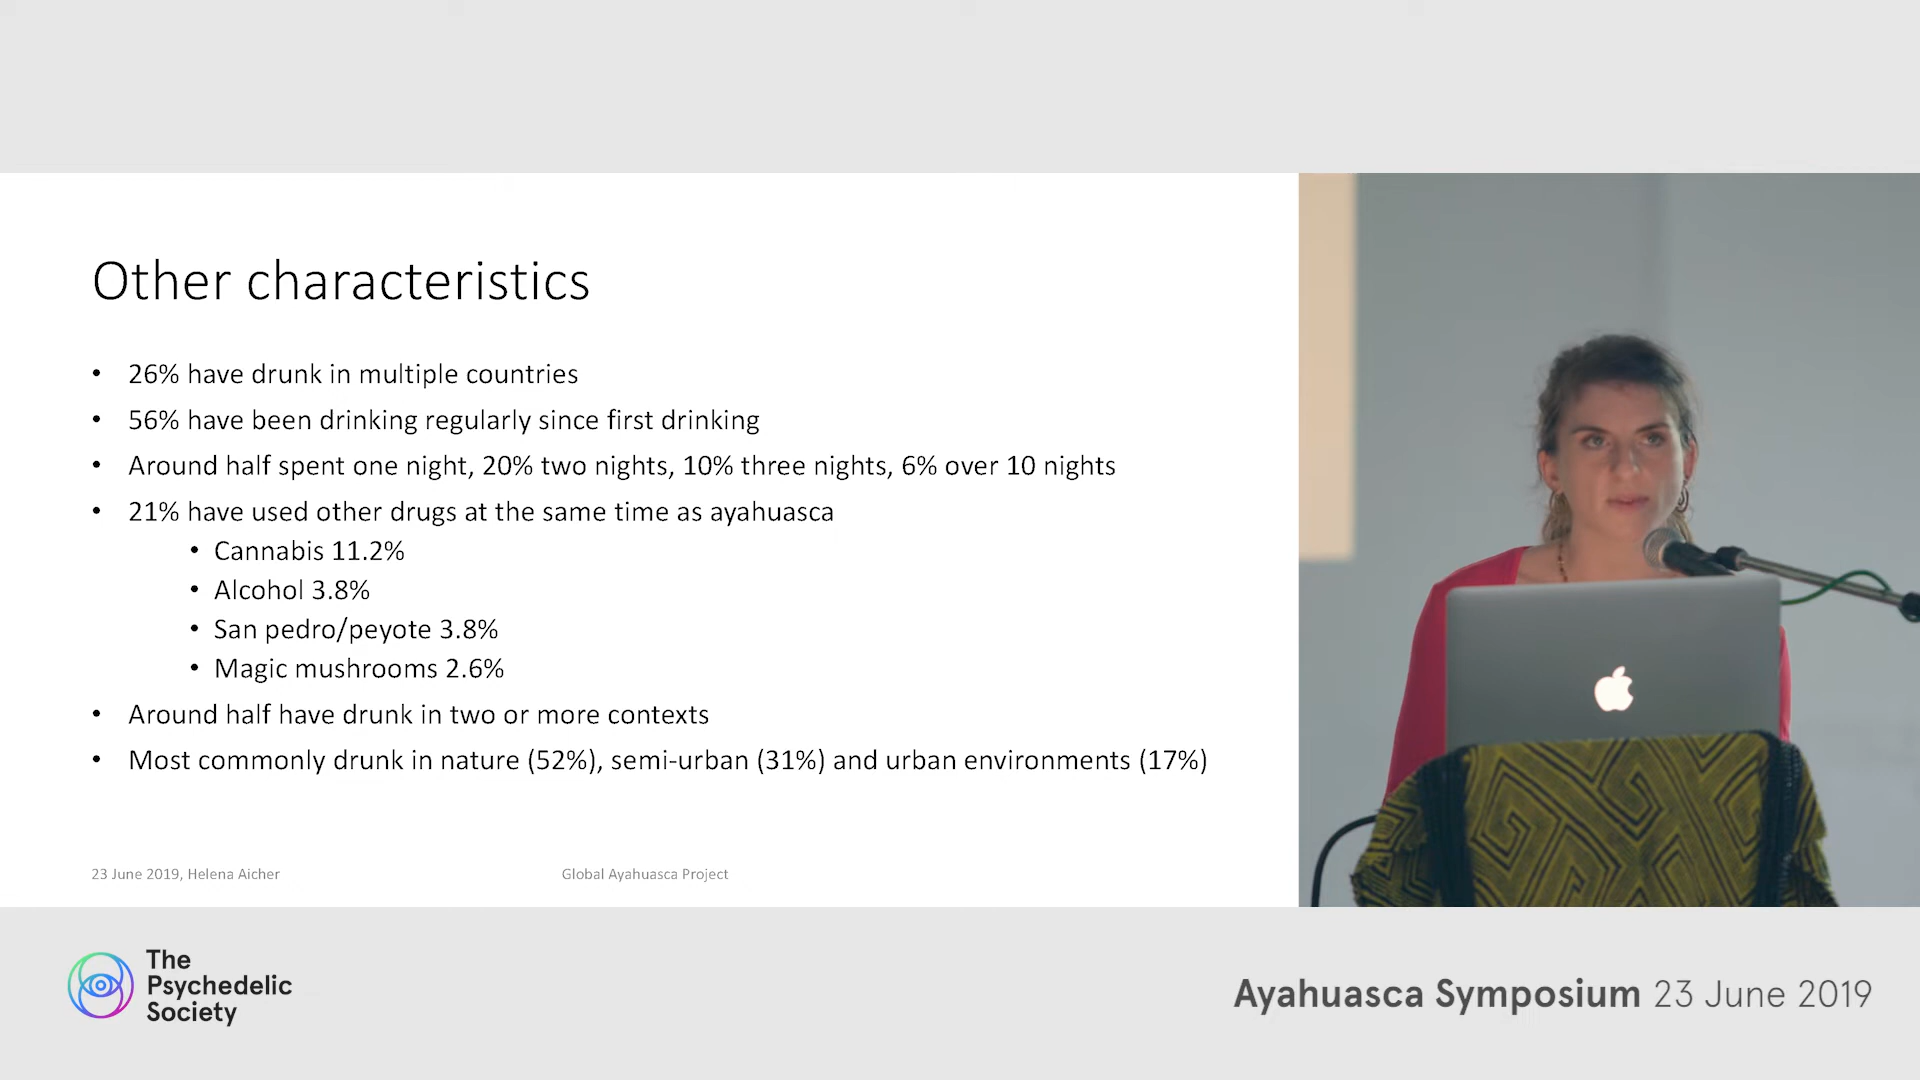 Other characteristics
• 26% have drunk in multiple countries
• 56% have been drinking regularly since first drinking
• Around half spent one night, 20% two nights, 10% three nights, 6% over 10 nights
• 21% have used other drugs at the same time as ayahuasca
• Cannabis 11.2%
• Alcohol 3.8%
• San pedro/peyote 3.8%
• Magic mushrooms 2.6%
• Around half have drunk in two or more contexts
• Most commonly drunk in nature (52%), semi-urban (31%) and urban environments (17%)
23 June 2019, Helena Aicher
Global Ayahuasca Project
The
Psychedelic
Society
Ayahuasca Symposium 23 June 2019